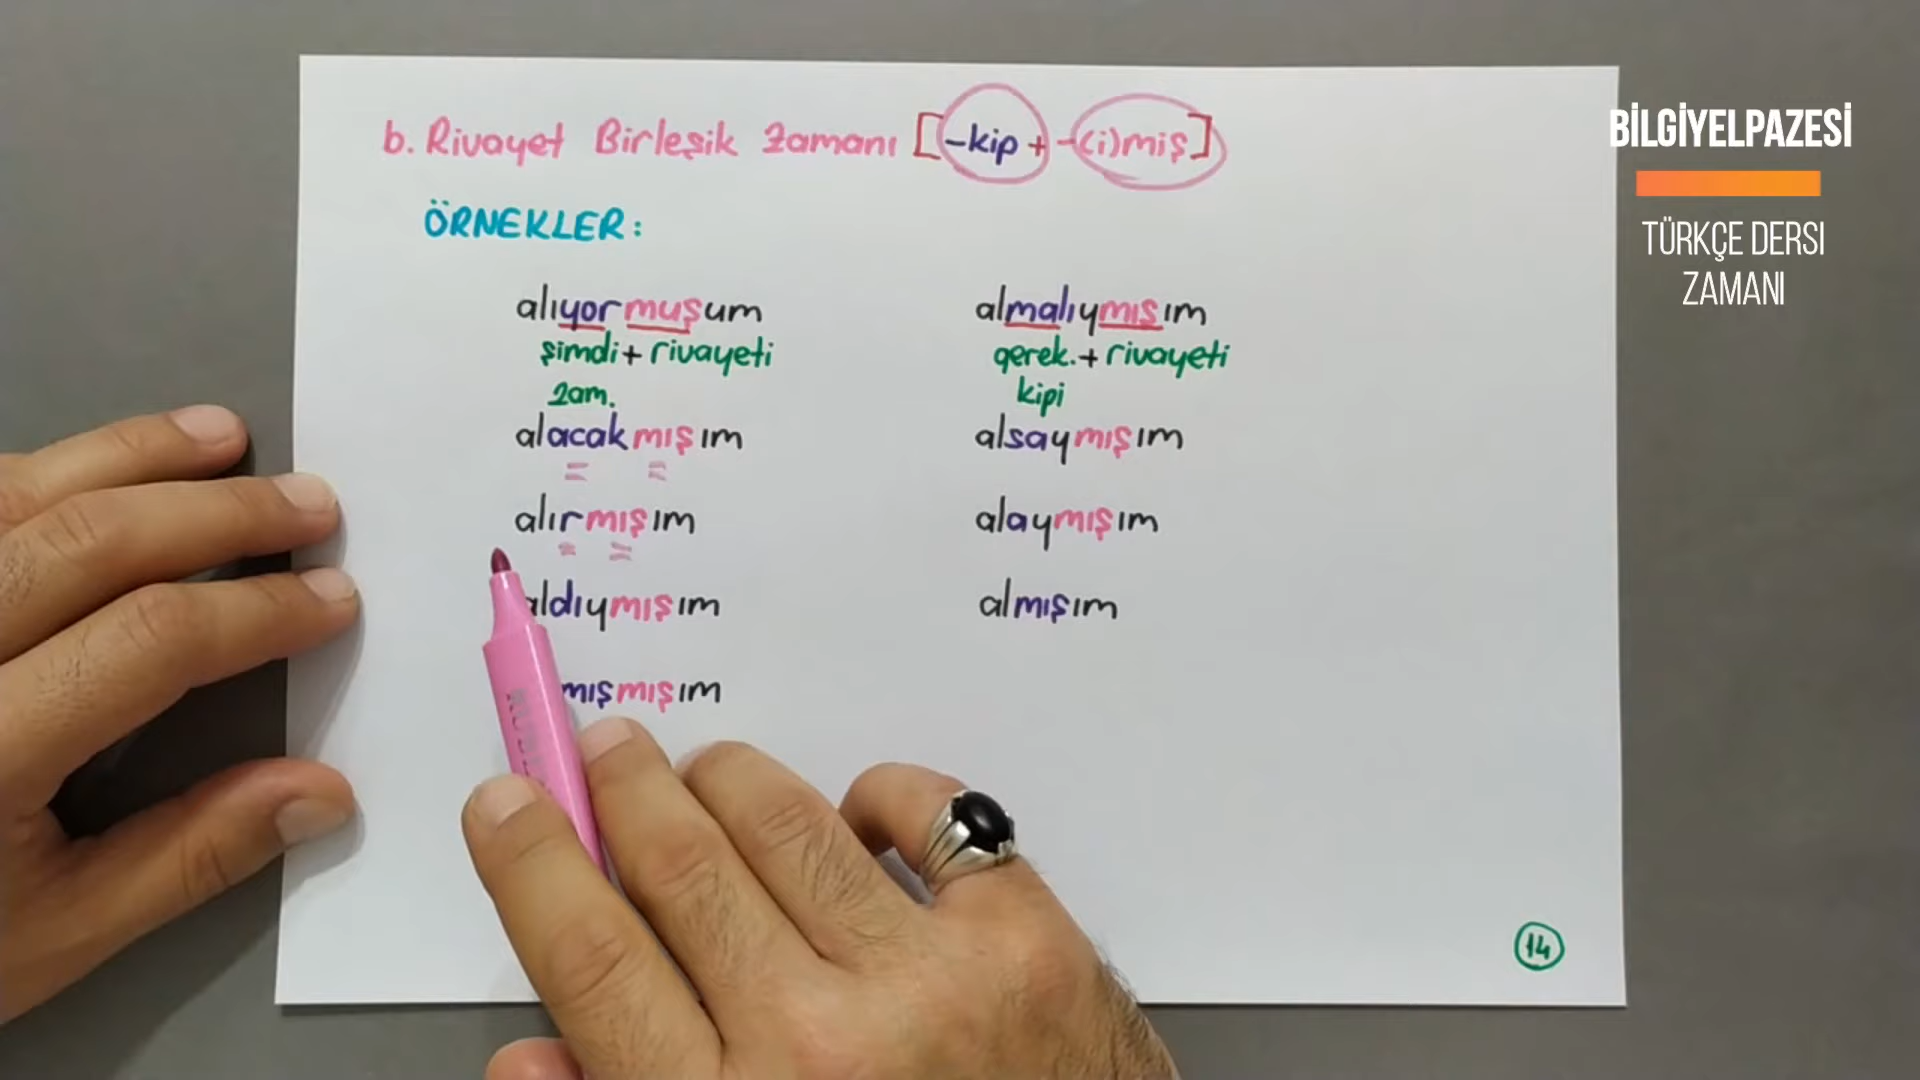 b. Rivayet Birleşik Zamanı [-kip + -(i)miş]
ÖRNEKLER:
alıyormuşum
şimdi + rivayeti
zam.
alacakmışım
alırmışım
aldıymışım
mışmışım
almalıymışım
gerek. + rivayeti
kipi
alsaymışım
alaymışım
almışım
14
BİLGİYELPAZESİ
TÜRKÇE DERSI
ZAMANI